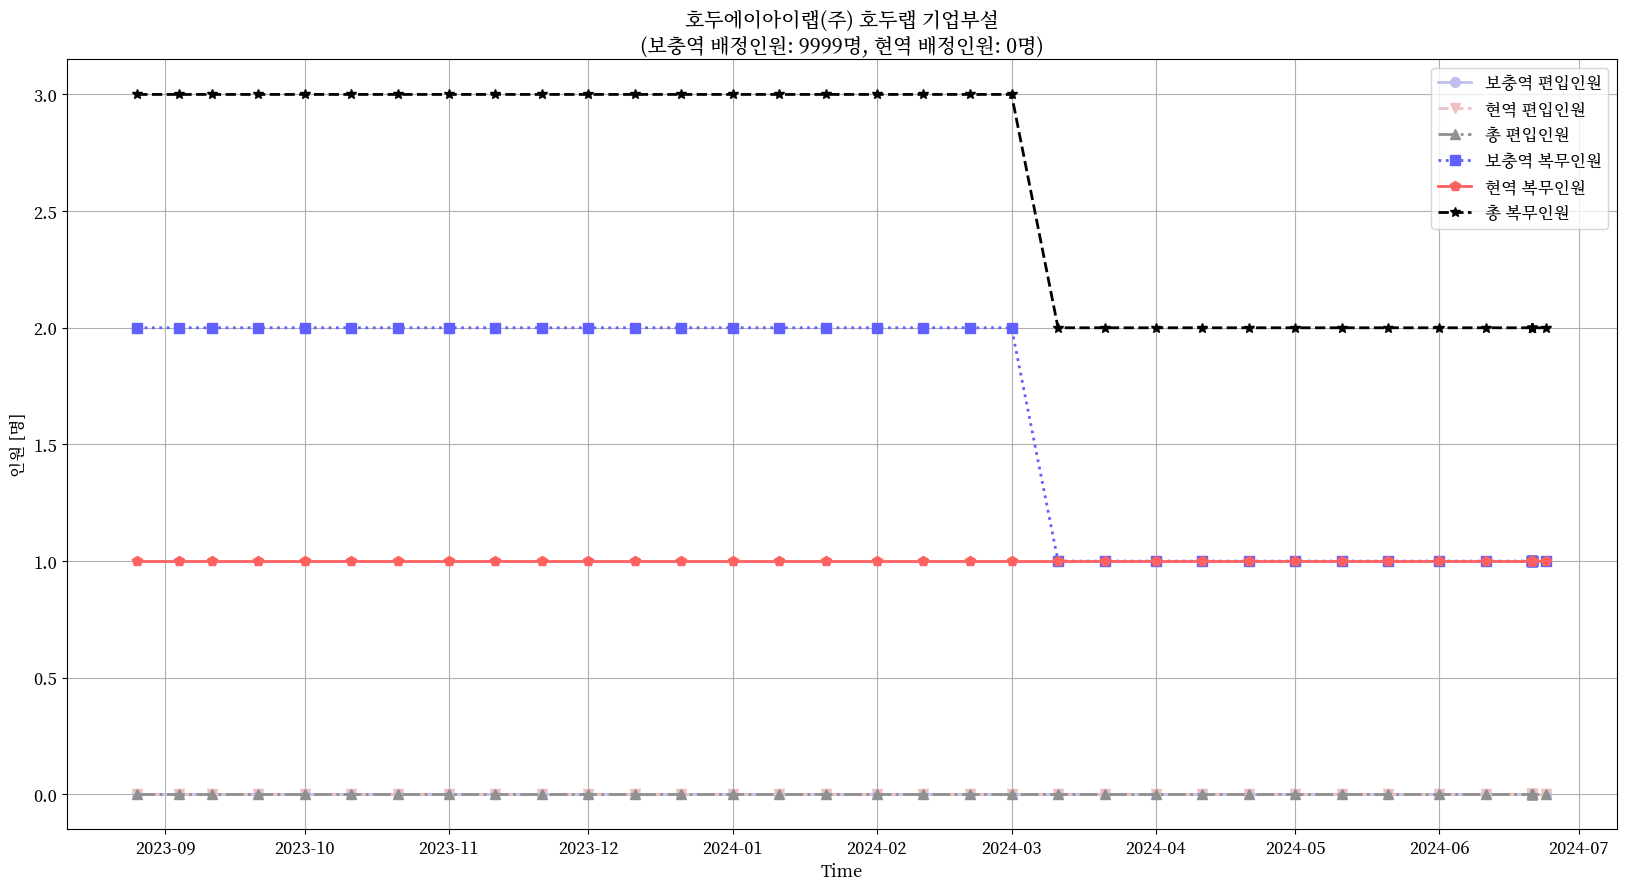 호두에이아이랩(주) 호두랩 기업부설
(보충역 배정인원: 9999명, 현역 배정인원: 0명)
보충역 편입인원
현역 편입인원
총 편입인원
보충역 복무인원
현역 복무인원
총 복무인원
인원 [명]
3.0
2.5
2.0
1.5
1.0
0.5
0.0
2023-09
2023-10
2023-11
2023-12
2024-01
2024-02
2024-03
2024-04
2024-05
2024-06
2024-07
Time